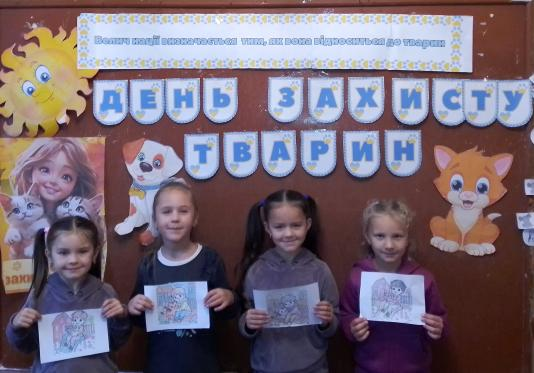 Велич нації визначається тим, як вона відноситься до тварин
ДЕНЬ ЗАХИСТУ
ТВАРИН